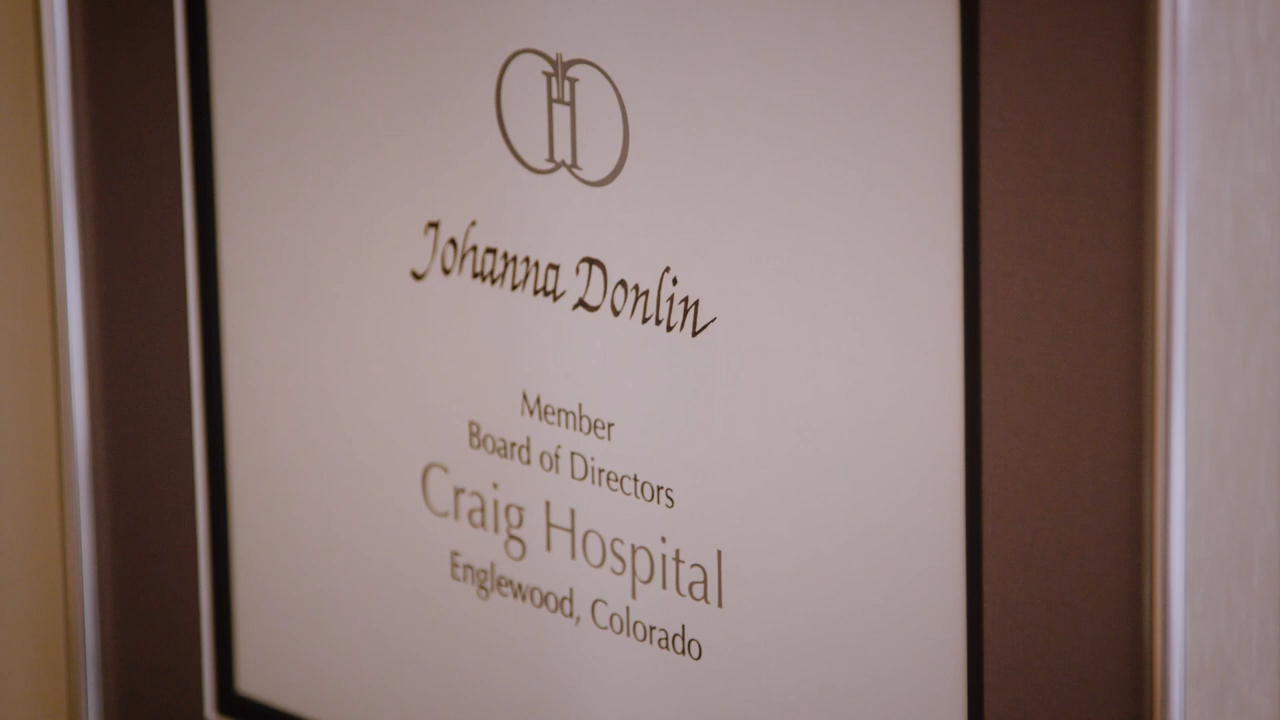 H
Johanna Donlin
Member
Board of Directors
Craig Hospital
Englewood, Colorado